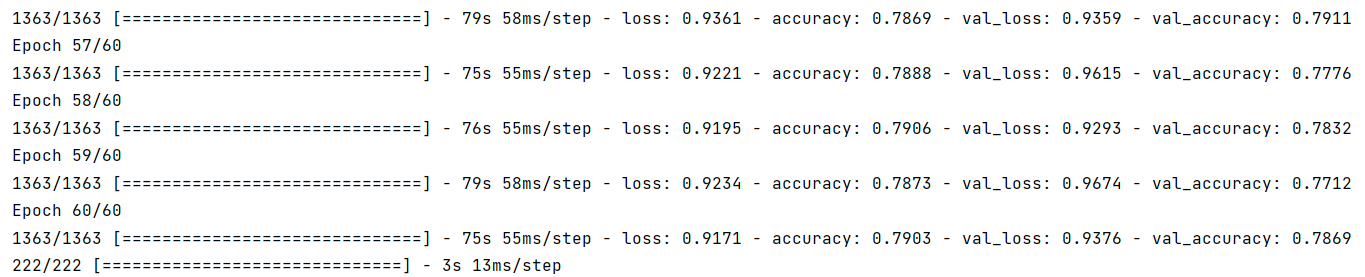 1363/1363 [==============================] - 79s 58ms/step - loss: 0.9361 - accuracy: 0.7869 - val_loss: 0.9359 - val_accuracy: 0.7911
Epoch 57/60
1363/1363 [==============================] - 75s 55ms/step - loss: 0.9221 - accuracy: 0.7888 - val_loss: 0.9615 - val_accuracy: 0.7776
Epoch 58/60
1363/1363 [==============================] - 76s 55ms/step - loss: 0.9195 - accuracy: 0.7906 - val_loss: 0.9293 - val_accuracy: 0.7832
Epoch 59/60
1363/1363 [==============================] - 79s 58ms/step - loss: 0.9234 - accuracy: 0.7873 - val_loss: 0.9674 - val_accuracy: 0.7712
Epoch 60/60
1363/1363 [==============================] - 75s 55ms/step - loss: 0.9171 - accuracy: 0.7903 - val_loss: 0.9376 - val_accuracy: 0.7869
222/222 [==============================] - 3s 13ms/step